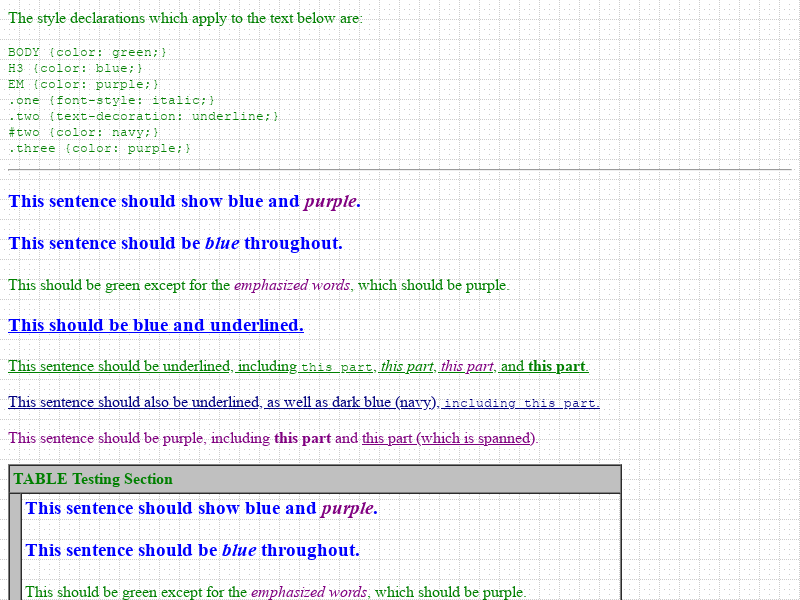 The style declarations which apply to the text below are:
BODY {color: green;}
H3 {color: blue;}
EM {color: purple;}
.one {font-style: italic;}
.two {text-decoration: underline;}
#two {color: navy;}
.three {color: purple;}
This sentence should show blue and purple.
This sentence should be blue throughout.
This should be green except for the emphasized words, which should be purple.
This should be blue and underlined.
This sentence should be underlined, including this part, this part, this part, and this part.
This sentence should also be underlined, as well as dark blue (navy), including this part.
This sentence should be purple, including this part and this part (which is spanned).
TABLE Testing Section
This sentence should show blue and purple.
This sentence should be blue throughout.
This should be green except for the emphasized words, which should be purple.